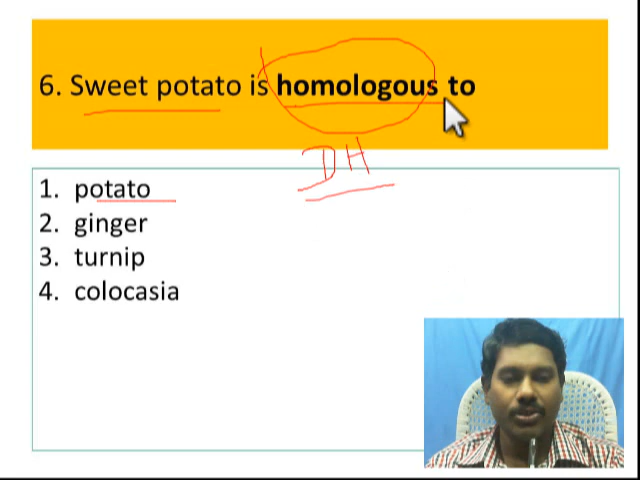 6. Sweet potato is homologous to
DH
1. potato
2. ginger
3. turnip
4. colocasia